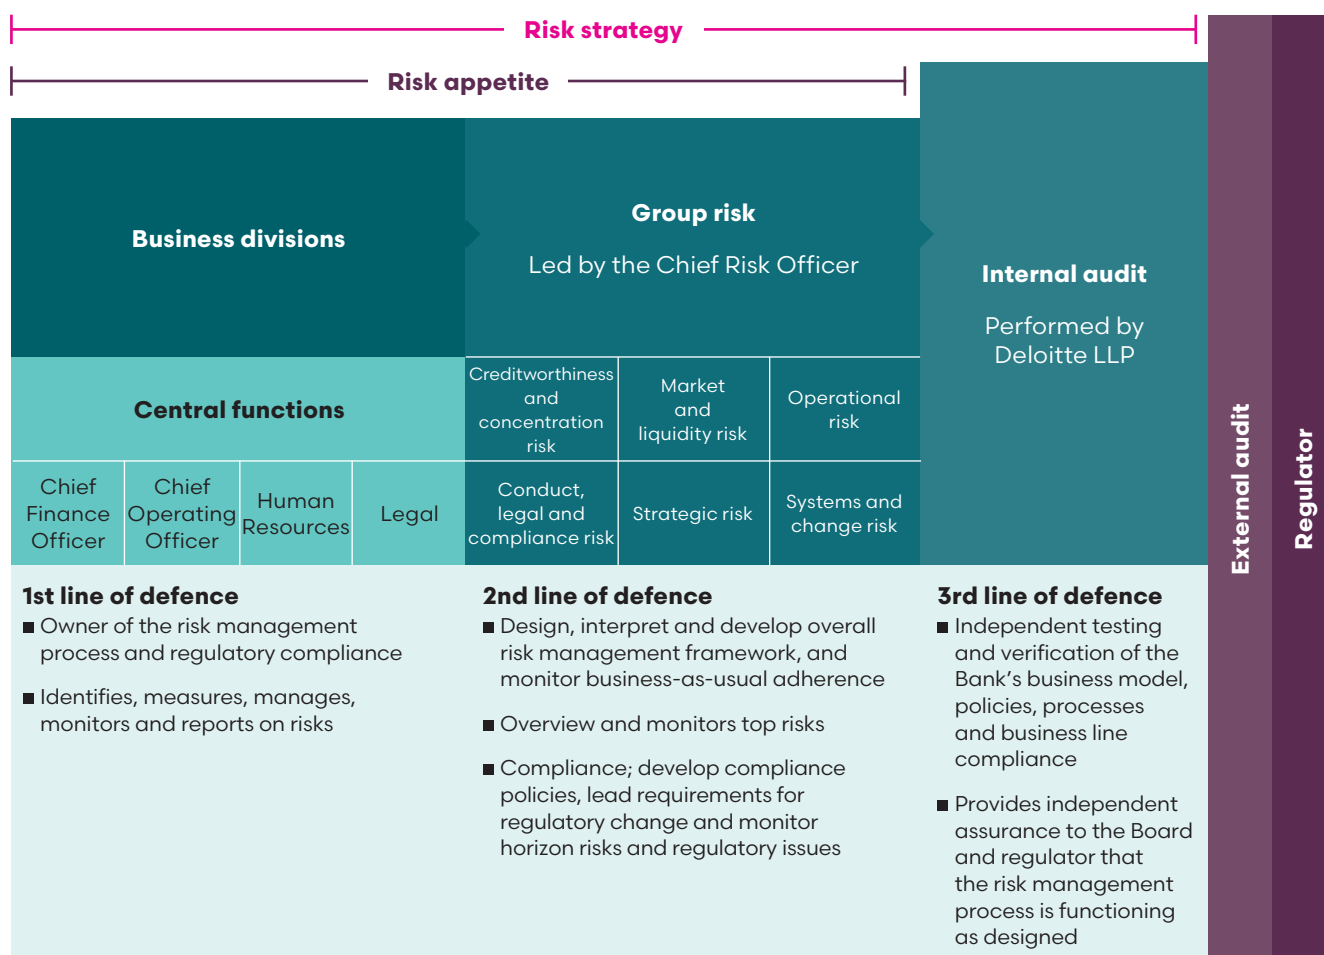 Risk strategy
Risk appetite
Business divisions
Group risk
Led by the Chief Risk Officer
Internal audit
Performed by
Deloitte LLP
Central functions
Chief
Finance
Officer
Chief
Operating
Officer
Human
Resources
Legal
Creditworthiness
and
concentration
risk
Market
and
liquidity risk
Operational
risk
Conduct,
legal and
compliance risk
Strategic risk
Systems and
change risk
1st line of defence
■ Owner of the risk management
process and regulatory compliance
■ Identifies, measures, manages,
monitors and reports on risks
2nd line of defence
■ Design, interpret and develop overall
risk management framework, and
monitor business-as-usual adherence
■ Overview and monitors top risks
■ Compliance; develop compliance
policies, lead requirements for
regulatory change and monitor
horizon risks and regulatory issues
3rd line of defence
■ Independent testing
and verification of the
Bank’s business model,
policies, processes
and business line
compliance
■ Provides independent
assurance to the Board
and regulator that
the risk management
process is functioning
as designed
External audit
Regulator